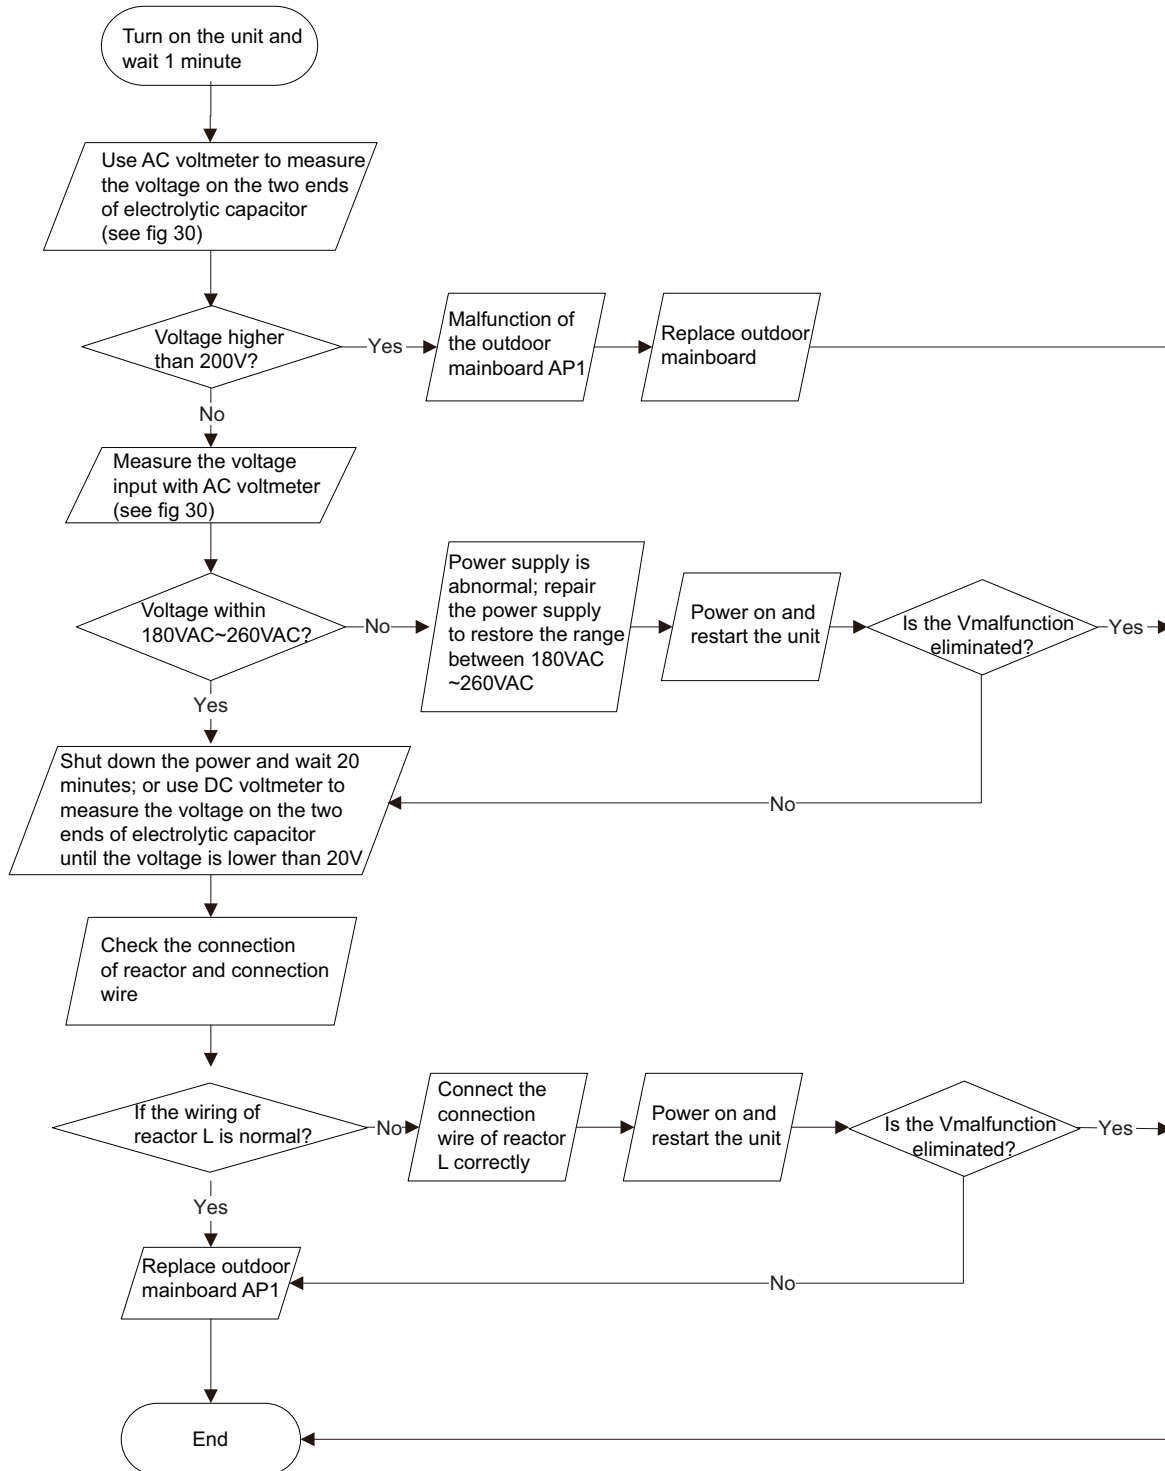 Turn on the unit and
wait 1 minute
Use AC voltmeter to measure
the voltage on the two ends
of electrolytic capacitor
(see fig 30)
Voltage higher
than 200V?
Yes
Malfunction of
the outdoor
mainboard AP1
Replace outdoor
mainboard
No
Measure the voltage
input with AC voltmeter
(see fig 30)
Voltage within
180VAC~260VAC?
No
Power supply is
abnormal; repair
the power supply
to restore the range
between 180VAC
~260VAC
Power on and
restart the unit
Is the Vmalfunction
eliminated?
Yes
Yes
Shut down the power and wait 20
minutes; or use DC voltmeter to
measure the voltage on the two
ends of electrolytic capacitor
until the voltage is lower than 20V
No
Check the connection
of reactor and connection
wire
If the wiring of
reactor L is normal?
No
Connect the
connection
wire of reactor
L correctly
Power on and
restart the unit
Is the Vmalfunction
eliminated?
Yes
Yes
Replace outdoor
mainboard AP1
No
End